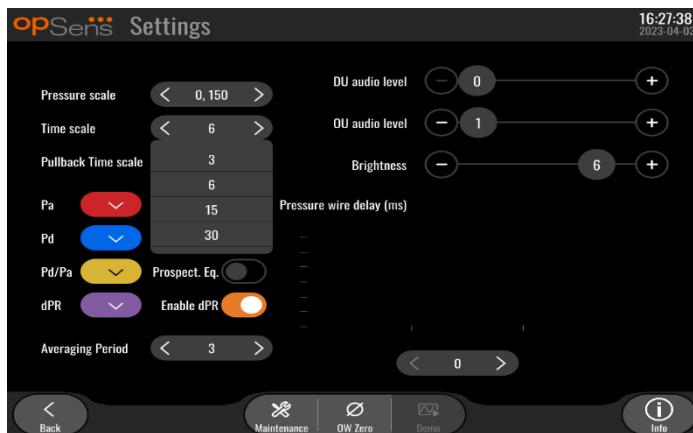 opSens Settings
16:27:38
2023-04-03
Pressure scale
0, 150
DU audio level
0
Time scale
6
OU audio level
1
Pullback Time scale
3
6
15
30
Brightness
6
Pa
Pressure wire delay (ms)
Pd
Pd/Pa
Prospect. Eq.
dPR
Enable dPR
Averaging Period
3
0
Back
Maintenance
OW Zero
Demo
Info